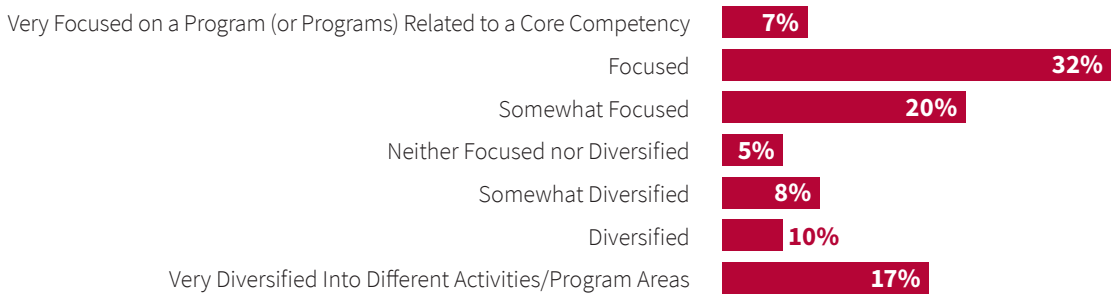 Very Focused on a Program (or Programs) Related to a Core Competency 7%
Focused 32%
Somewhat Focused 20%
Neither Focused nor Diversified 5%
Somewhat Diversified 8%
Diversified 10%
Very Diversified Into Different Activities/Program Areas 17%